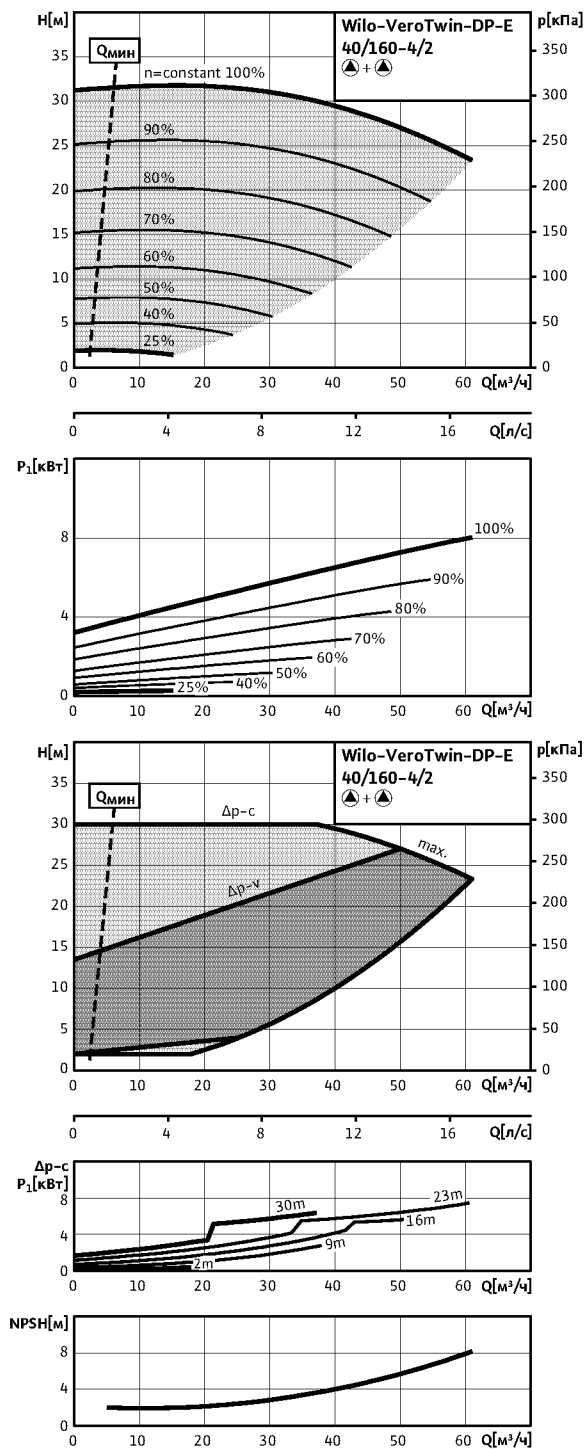 H[м]
Wilo-VeroTwin-DP-E
40/160-4/2
+
p[кПа]
Qмин
n=constant 100%
90%
80%
70%
60%
50%
40%
25%
35
30
25
20
15
10
5
0
350
300
250
200
150
100
50
0
0 10 20 30 40 50 60 Q[м³/ч]
0 4 8 12 16 Q[л/с]
P₁[кВт]
8
4
0
100%
90%
80%
70%
60%
50%
40%
25%
0 10 20 30 40 50 60 Q[м³/ч]
H[м]
Wilo-VeroTwin-DP-E
40/160-4/2
+
p[кПа]
Qмин
Δp-c
max.
Δp-v
35
30
25
20
15
10
5
0
350
300
250
200
150
100
50
0
0 10 20 30 40 50 60 Q[м³/ч]
0 4 6 12 16 Q[л/с]
Δp-c
P₁[кВт]
8
4
0
30m
23m
16m
9m
2m
0 10 20 30 40 50 60 Q[м³/ч]
NPSH[м]
8
4
0
0 10 20 30 40 50 60 Q[м³/ч]